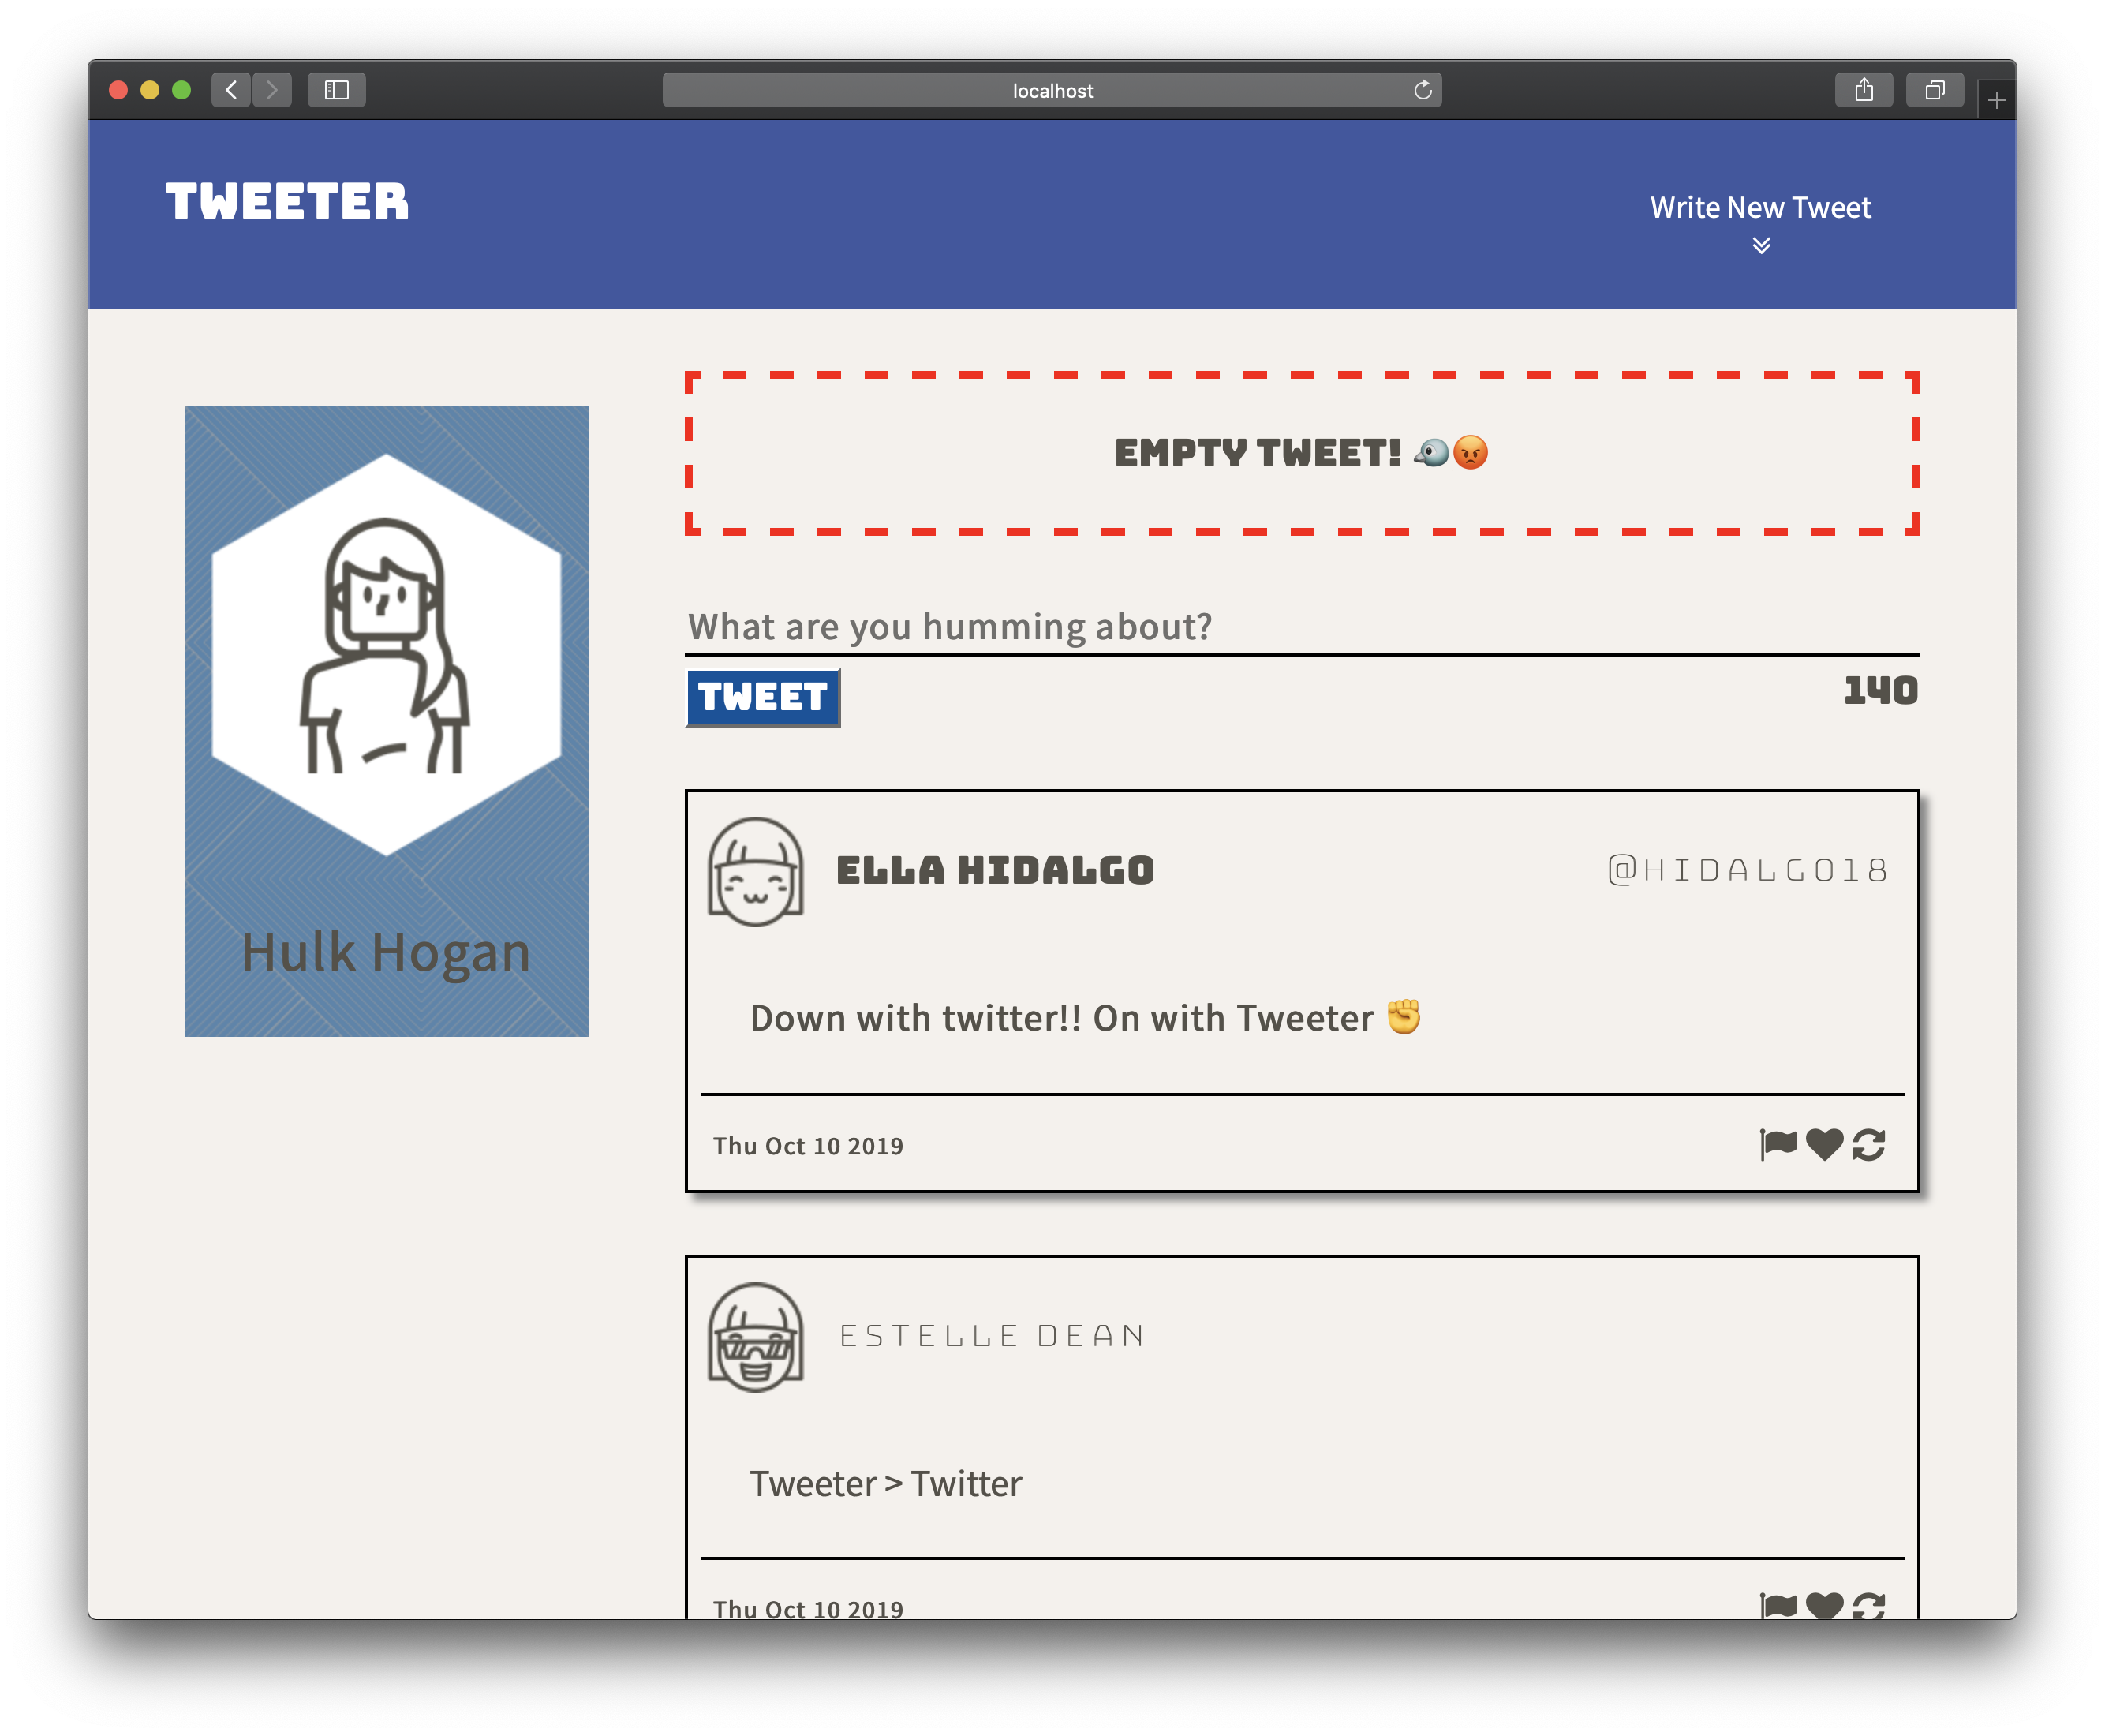 localhost
TWEETER
Write New Tweet
EMPTY TWEET! 🐦😡
What are you humming about?
TWEET
140
Hulk Hogan
ELLA HIDALGO
@HIDALGO18
Down with twitter!! On with Tweeter ✊
Thu Oct 10 2019
ESTELLE DEAN
Tweeter > Twitter
Thu Oct 10 2019